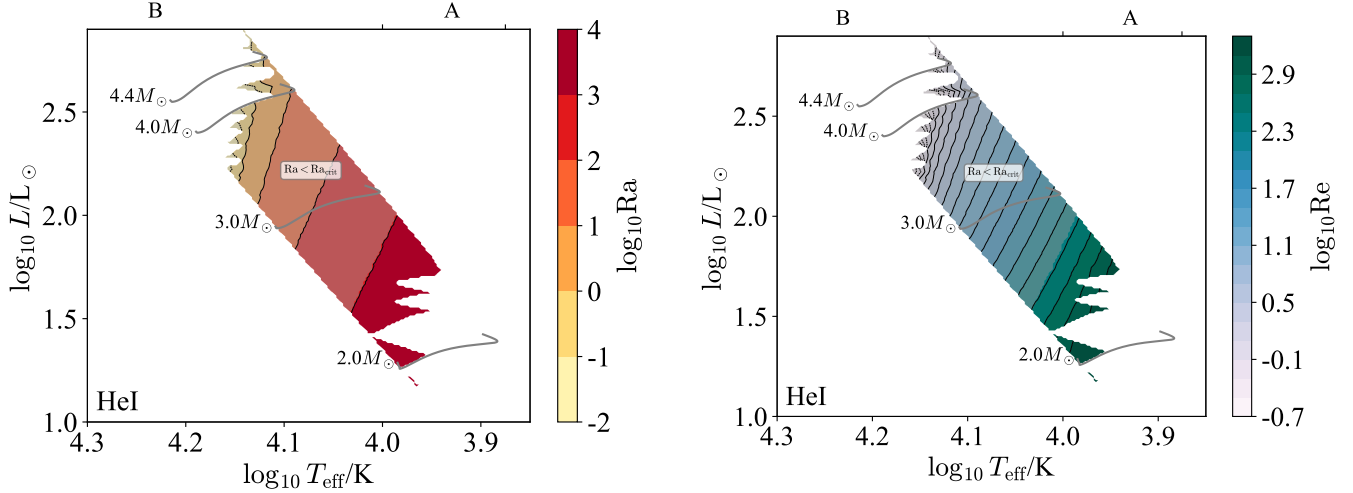 B A
4
3
2
1
0
-1
-2
log₁₀Ra
2.5
2.0
1.5
1.0
log₁₀ L/L⊙
4.4M⊙
4.0M⊙
Ra < Ra_crit
3.0M⊙
2.0M⊙
HeI
4.3 4.2 4.1 4.0 3.9
log₁₀ T_eff/K
B A
2.9
2.3
1.7
1.1
0.5
-0.1
-0.7
log₁₀Re
2.5
2.0
1.5
1.0
log₁₀ L/L⊙
4.4M⊙
4.0M⊙
Ra < Ra_crit
3.0M⊙
2.0M⊙
HeI
4.3 4.2 4.1 4.0 3.9
log₁₀ T_eff/K